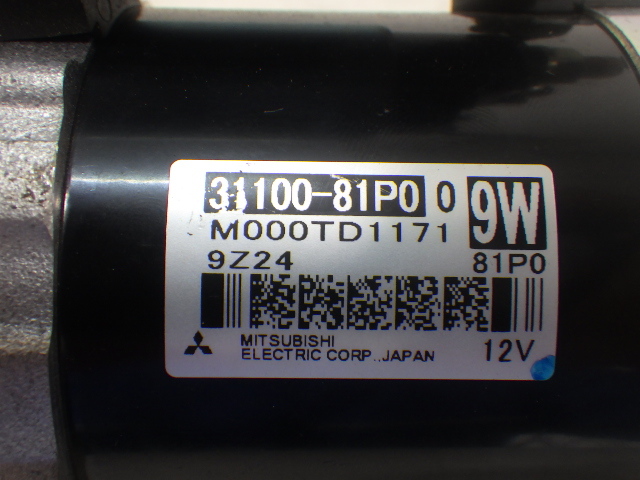 31100-81P0 0
9W
M000TD1171
9Z24 81P0
MITSUBISHI
ELECTRIC CORP. JAPAN 12V